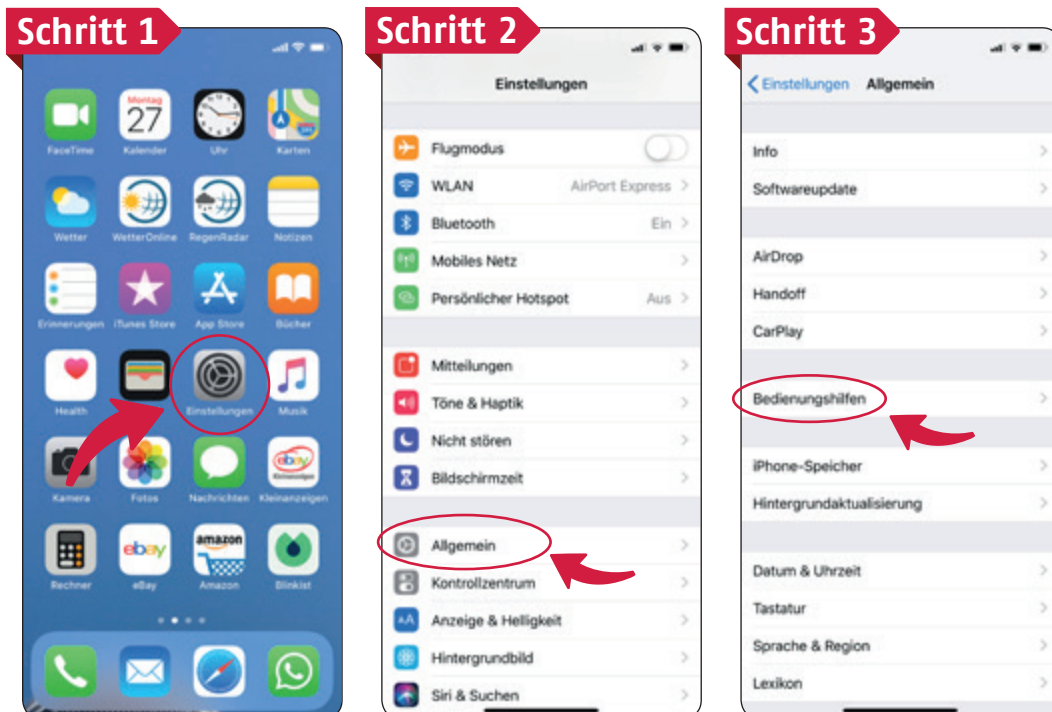 Schritt 1
Montag
27
FaceTime Kalender Uhr Karten
Wetter WetterOnline RegenRadar Notizen
Erinnerungen iTunes Store App Store Bücher
Health Einstellungen Musik
ebay
Kleinanzeigen
Kamera Fotos Nachrichten Kleinanzeigen
ebay
amazon
Rechner eBay Amazon Blinkist
Schritt 2
Einstellungen
Flugmodus
WLAN AirPort Express
Bluetooth Ein
Mobiles Netz
Persönlicher Hotspot Aus
Mitteilungen
Töne & Haptik
Nicht stören
Bildschirmzeit
Allgemein
Kontrollzentrum
AA Anzeige & Helligkeit
Hintergrundbild
Siri & Suchen
Schritt 3
Einstellungen Allgemein
Info
Softwareupdate
AirDrop
Handoff
CarPlay
Bedienungshilfen
iPhone-Speicher
Hintergrundaktualisierung
Datum & Uhrzeit
Tastatur
Sprache & Region
Lexikon